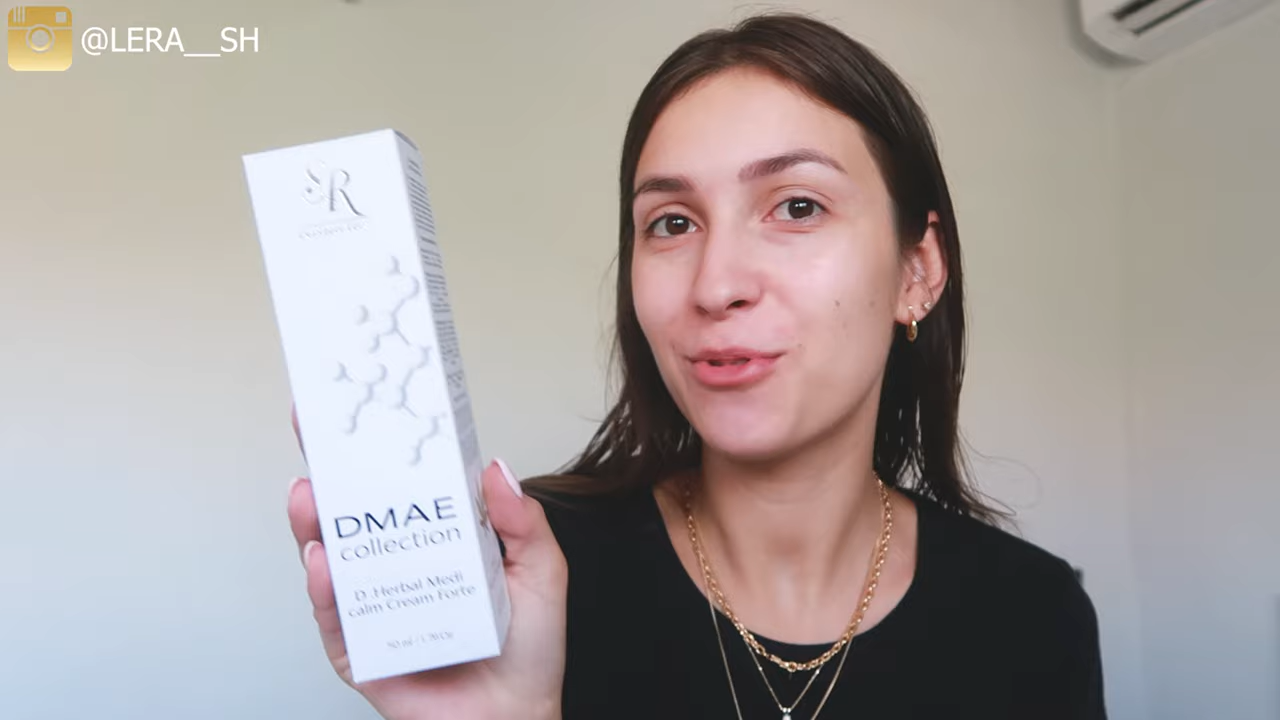 @LERA__SH
SR
DMAE
collection
D .Herbal Medi
calm Cream Forte
50 ml / 1.76 Oz